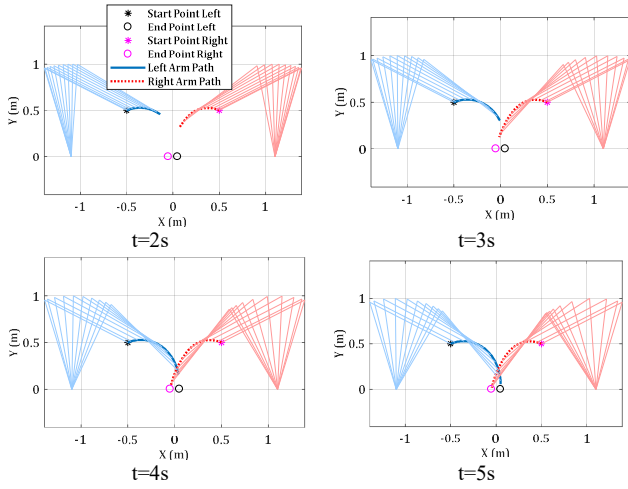 Start Point Left
End Point Left
Start Point Right
End Point Right
Left Arm Path
Right Arm Path
Y (m)
1
0.5
0
-1
-0.5
0
0.5
1
X (m)
t=2s
Y (m)
1
0.5
0
-1
-0.5
0
0.5
1
X (m)
t=3s
Y (m)
1
0.5
0
-1
-0.5
0
0.5
1
X (m)
t=4s
Y (m)
1
0.5
0
-1
-0.5
0
0.5
1
X (m)
t=5s